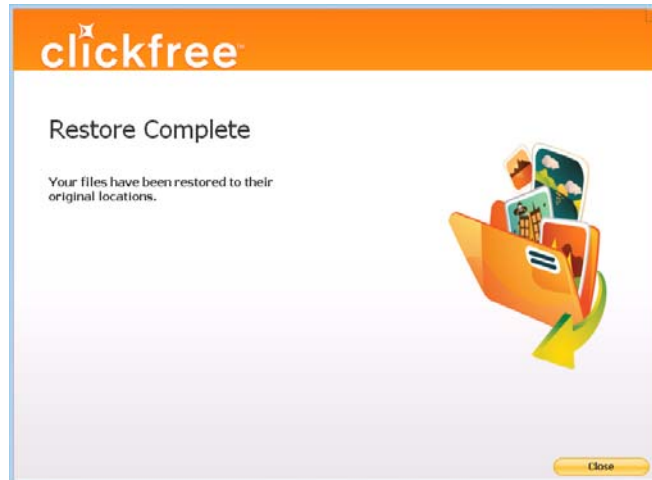 clickfree
Restore Complete
Your files have been restored to their
original locations.
Close